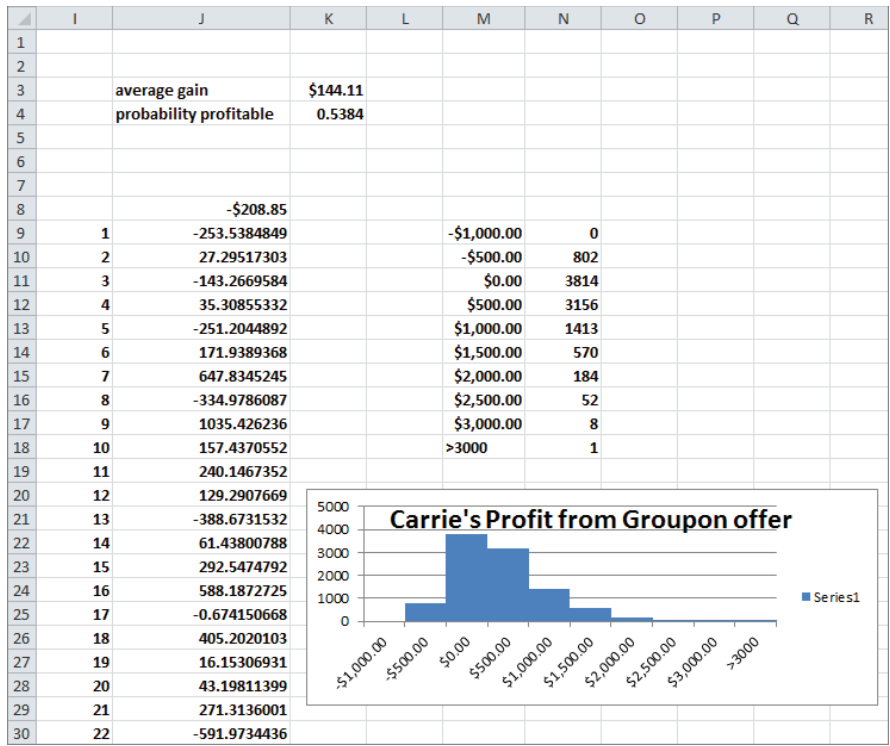 I J K L M N O P Q R
1
2
3 average gain $144.11
4 probability profitable 0.5384
5
6
7
8 -$208.85
9 1 -253.5384849 -$1,000.00 0
10 2 27.29517303 -$500.00 802
11 3 -143.2669584 $0.00 3814
12 4 35.30855332 $500.00 3156
13 5 -251.2044892 $1,000.00 1413
14 6 171.9389368 $1,500.00 570
15 7 647.8345245 $2,000.00 184
16 8 -334.9786087 $2,500.00 52
17 9 1035.426236 $3,000.00 8
18 10 157.4370552 >3000 1
19 11 240.1467352
20 12 129.2907669
21 13 -388.6731532
22 14 61.43800788
23 15 292.5474792
24 16 588.1872725
25 17 -0.674150668
26 18 405.2020103
27 19 16.15306931
28 20 43.19811399
29 21 271.3136001
30 22 -591.9734436
Carrie's Profit from Groupon offer
5000
4000
3000
2000
1000
0
-$1,000.00 -$500.00 $0.00 $500.00 $1,000.00 $1,500.00 $2,000.00 $2,500.00 $3,000.00 >3000
Series1